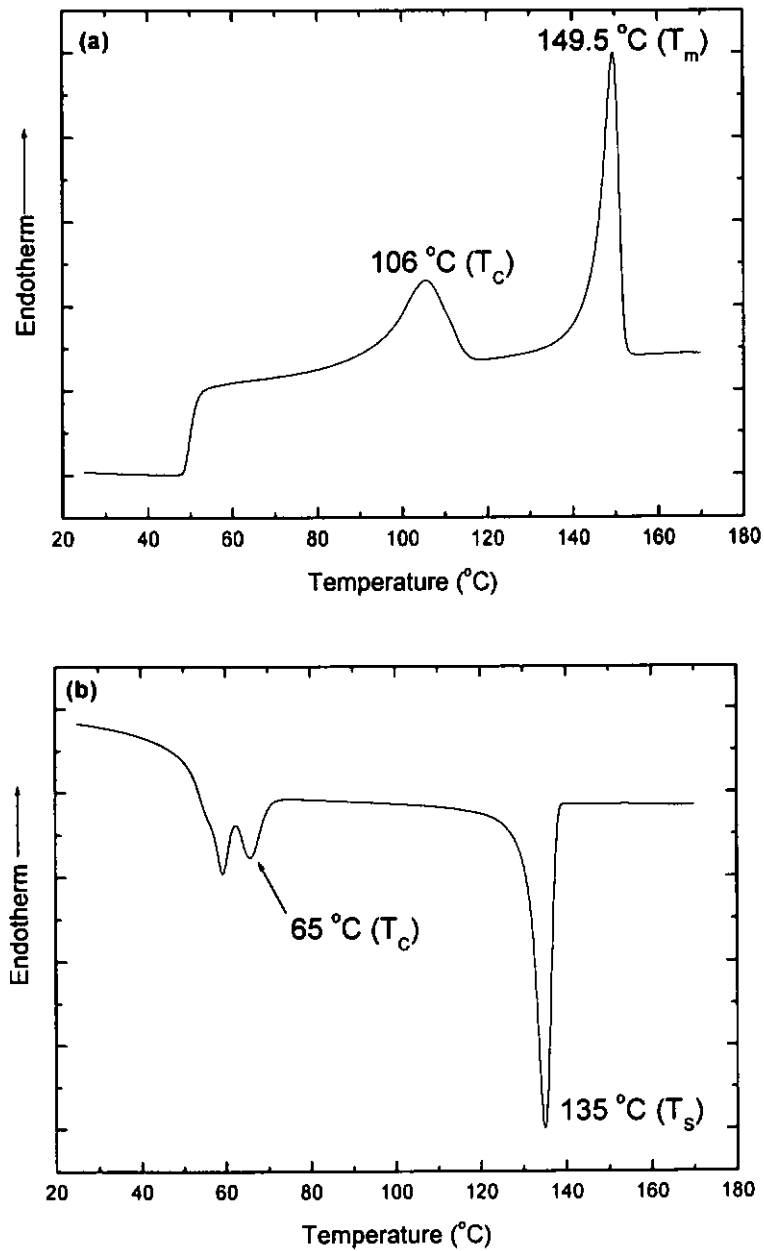 (a)
149.5 °C (Tm)
106 °C (Tc)
Endotherm
20 40 60 80 100 120 140 160 180
Temperature (°C)
(b)
65 °C (Tc)
135 °C (Ts)
Endotherm
20 40 60 80 100 120 140 160 180
Temperature (°C)